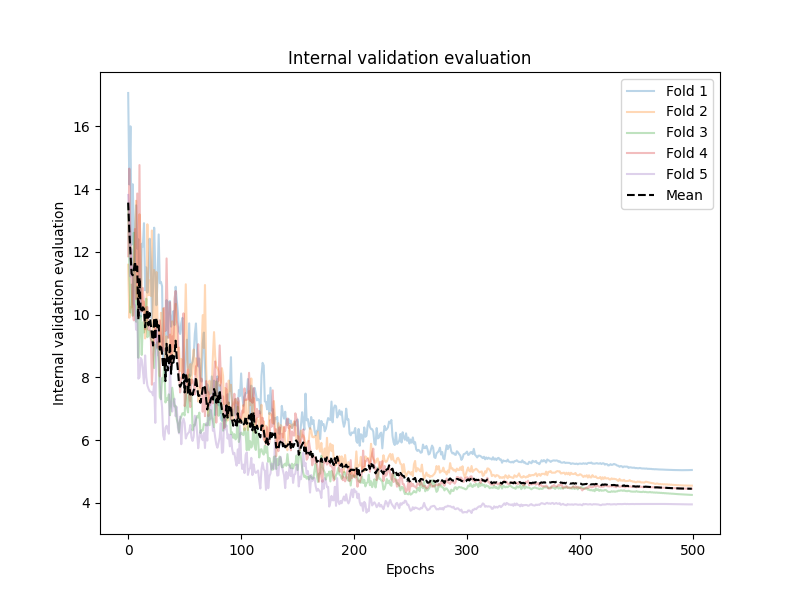 Internal validation evaluation
Fold 1
Fold 2
Fold 3
Fold 4
Fold 5
Mean
Internal validation evaluation
16
14
12
10
8
6
4
0 100 200 300 400 500
Epochs